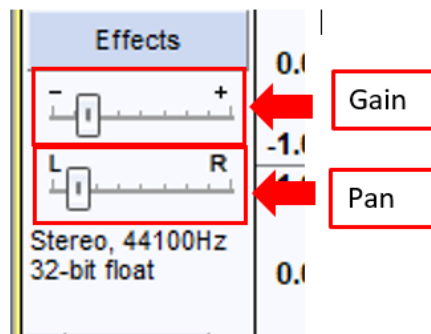 Effects
- +
Gain
L R
Pan
Stereo, 44100Hz
32-bit float
0.0
-1.0
0.0